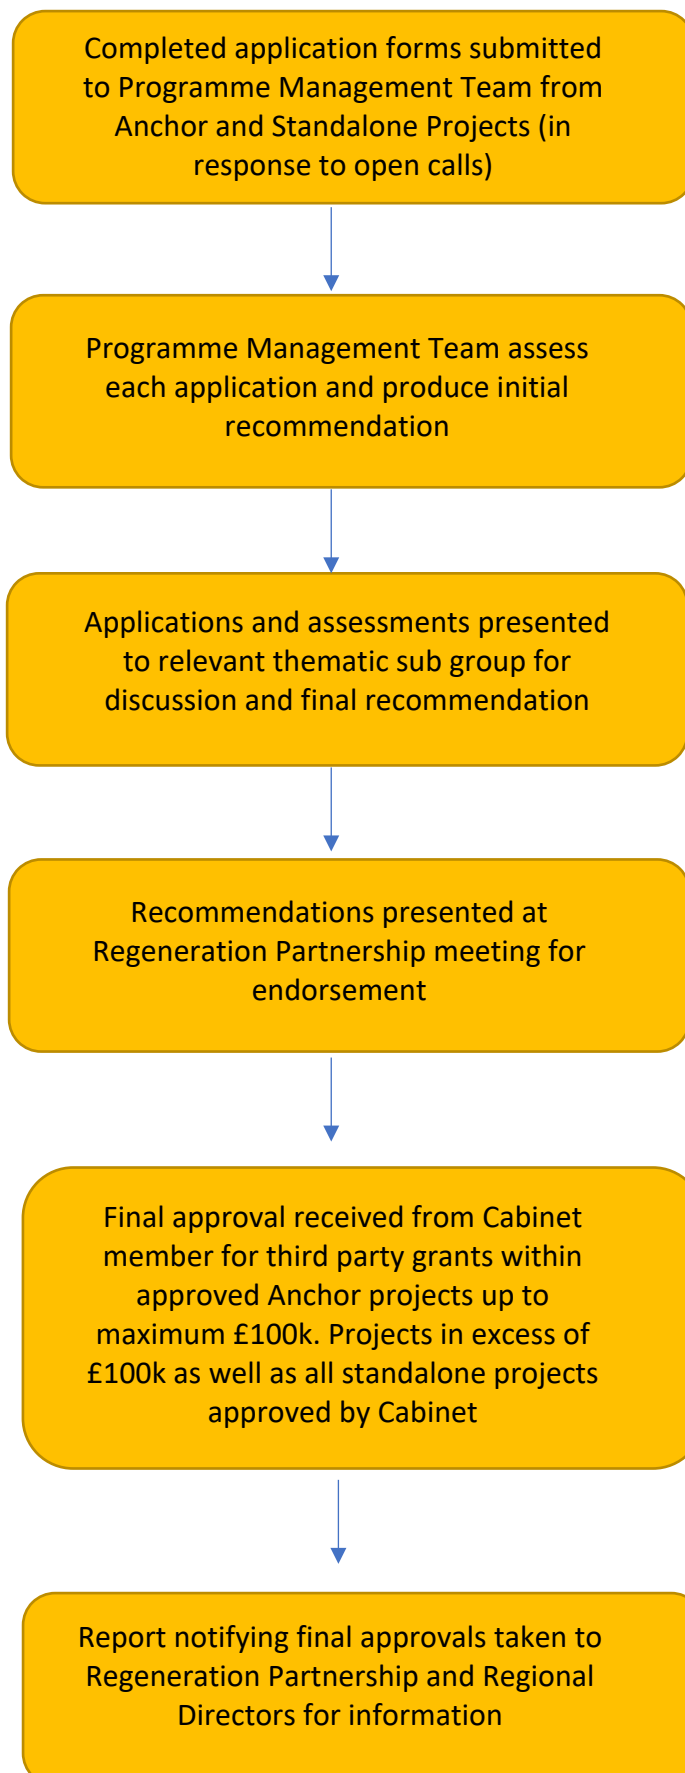 Completed application forms submitted
to Programme Management Team from
Anchor and Standalone Projects (in
response to open calls)
Programme Management Team assess
each application and produce initial
recommendation
Applications and assessments presented
to relevant thematic sub group for
discussion and final recommendation
Recommendations presented at
Regeneration Partnership meeting for
endorsement
Final approval received from Cabinet
member for third party grants within
approved Anchor projects up to
maximum £100k. Projects in excess of
£100k as well as all standalone projects
approved by Cabinet
Report notifying final approvals taken to
Regeneration Partnership and Regional
Directors for information